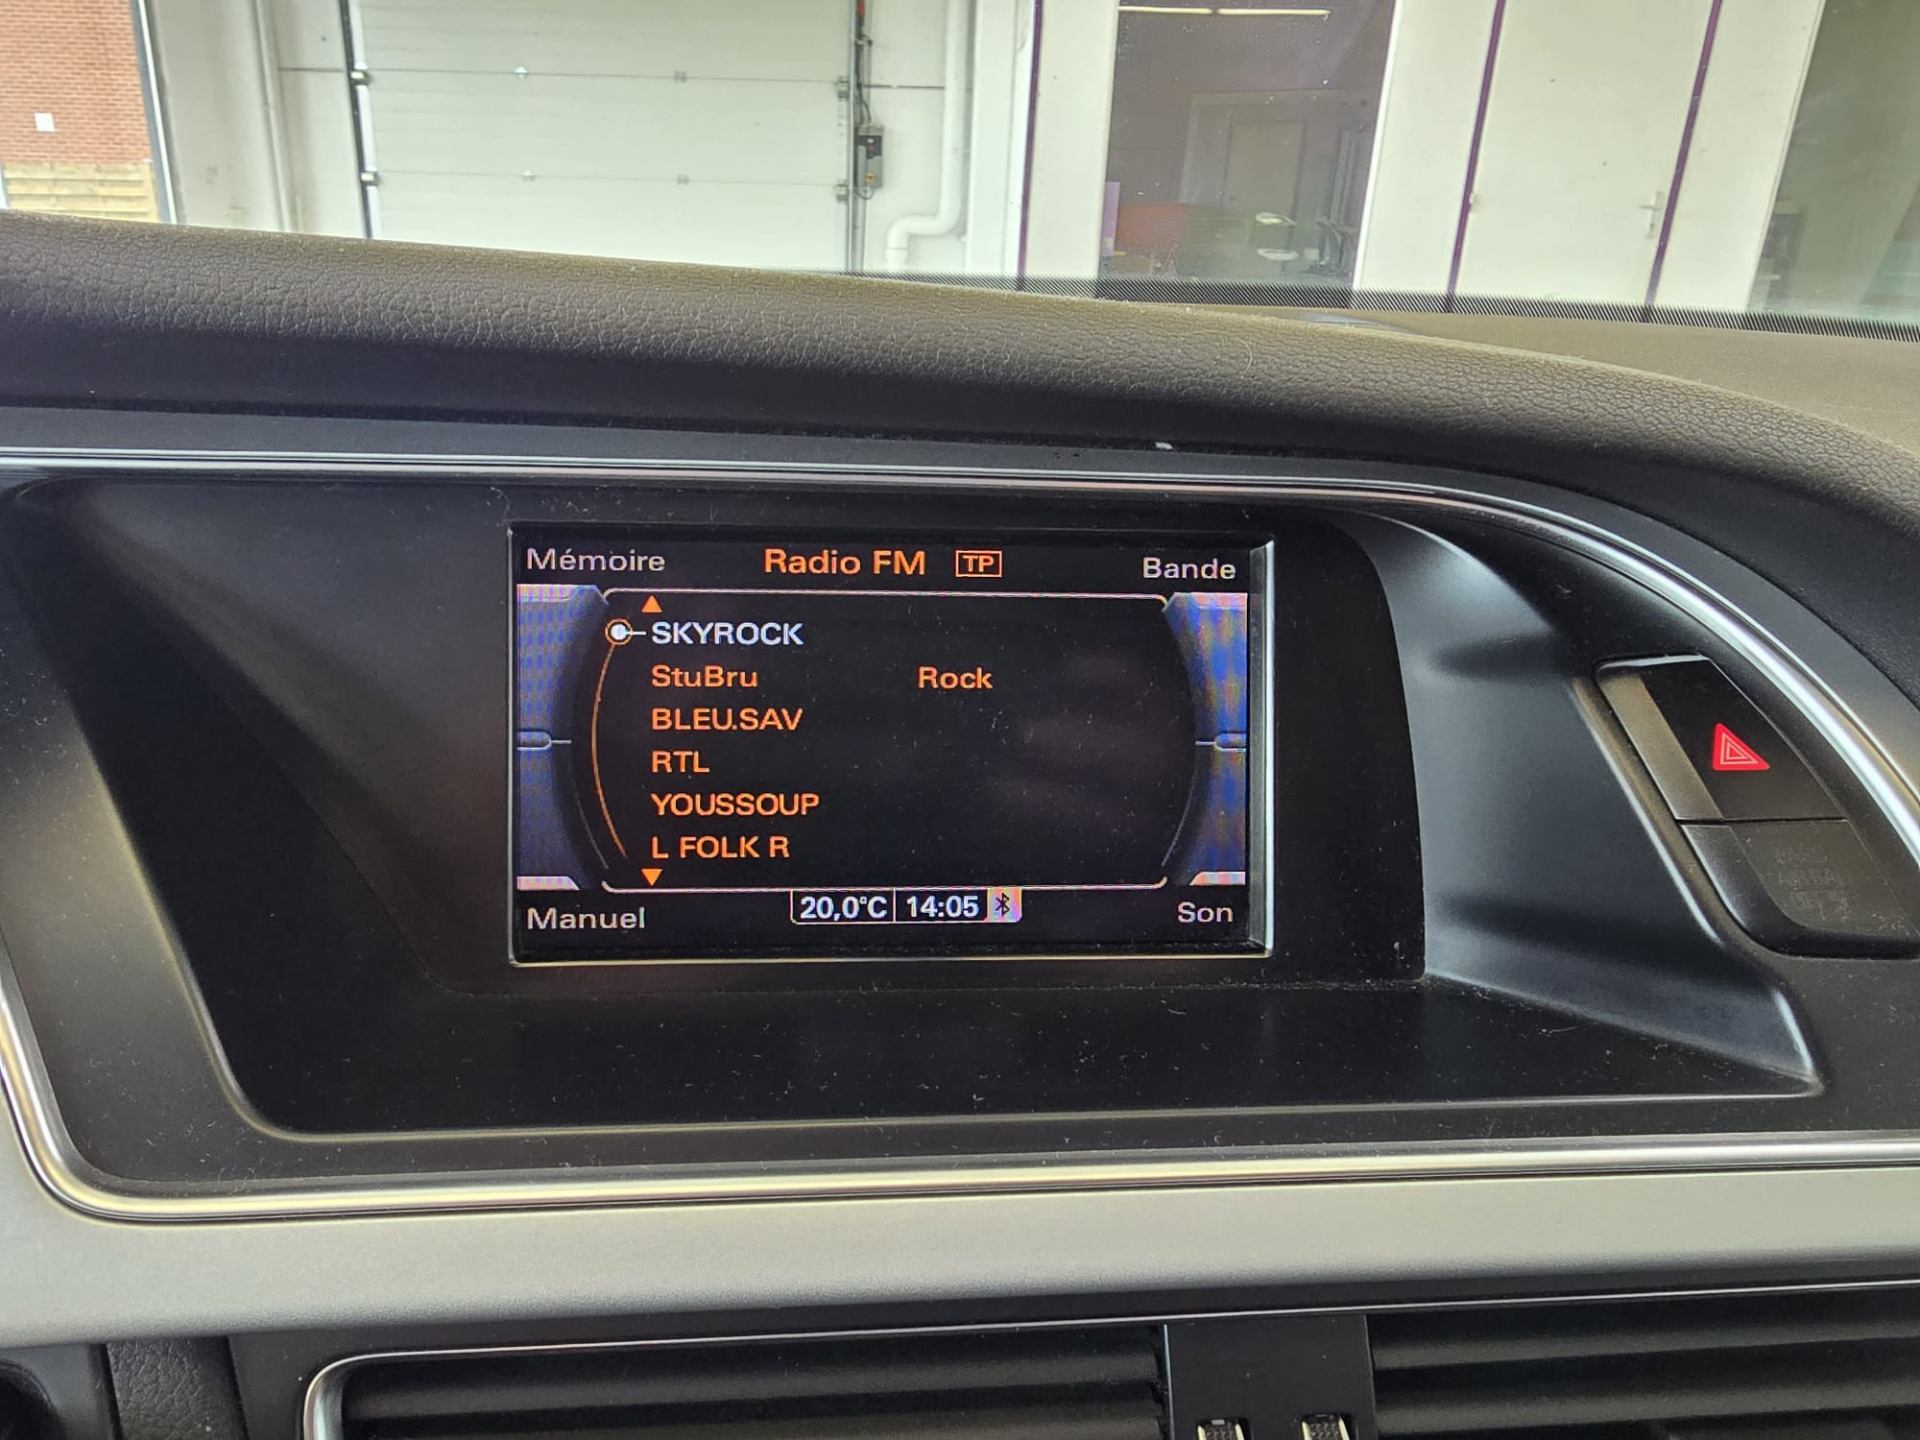 Mémoire Radio FM TP Bande
SKYROCK
StuBru Rock
BLEU.SAV
RTL
YOUSSOUP
L FOLK R
Manuel 20,0°C 14:05 Son